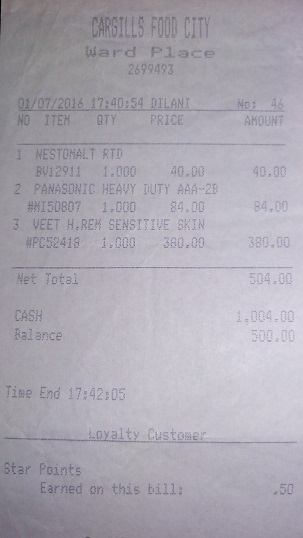 CARGILLS FOOD CITY
Ward Place
2699493
01/07/2016 17:40:54 DILANI No: 46
NO ITEM QTY PRICE AMOUNT
1 NESTOMALT RTD
BV12911 1.000 40.00 40.00
2 PANASONIC HEAVY DUTY AAA-2B
#MI50807 1.000 84.00 84.00
3 VEET H.REM SENSITIVE SKIN
#PC52419 1.000 380.00 380.00
Net Total 504.00
CASH 1,004.00
Balance 500.00
Time End 17:42:05
Loyalty Customer
Star Points
Earned on this bill: .50